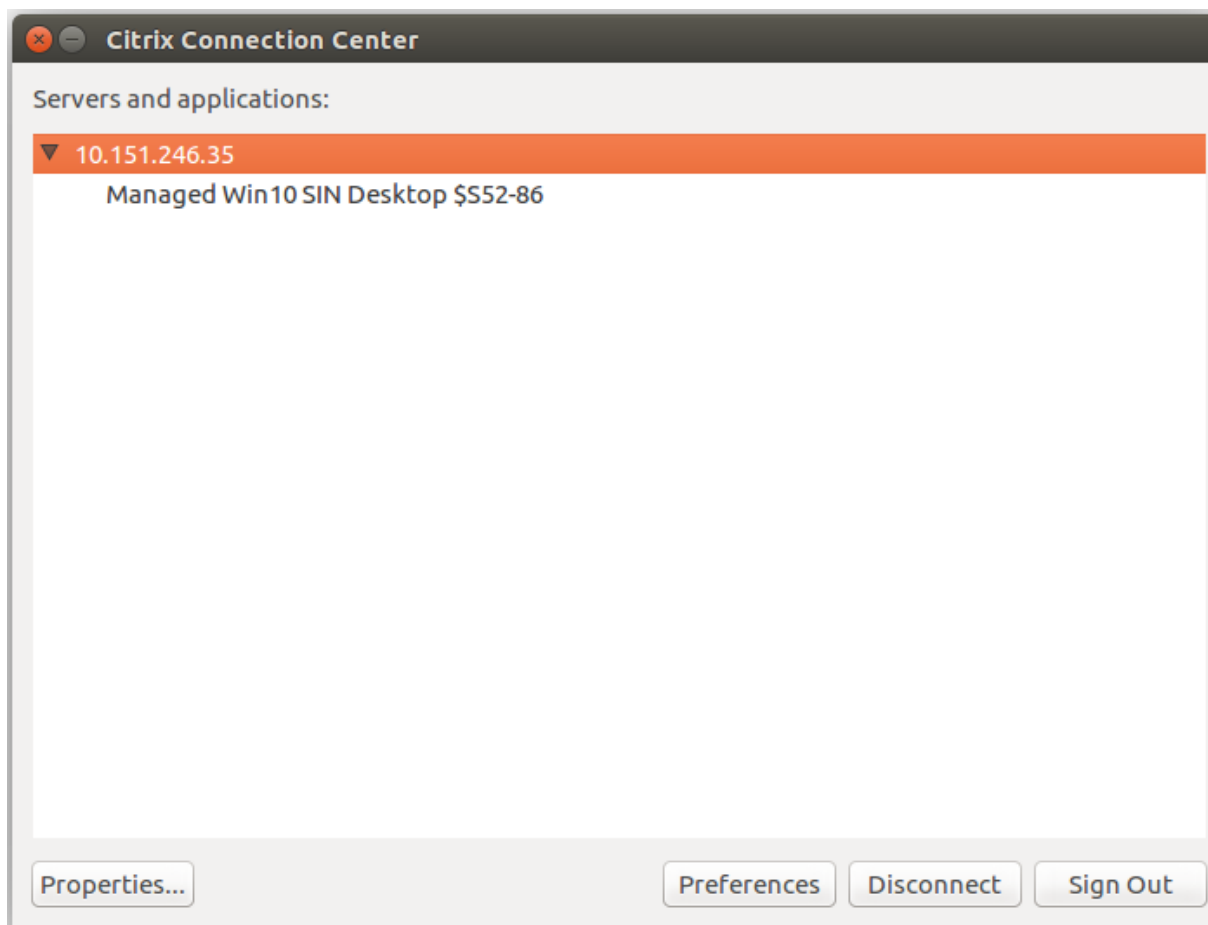 Citrix Connection Center
Servers and applications:
10.151.246.35
Managed Win10 SIN Desktop $S52-86
Properties... Preferences Disconnect Sign Out